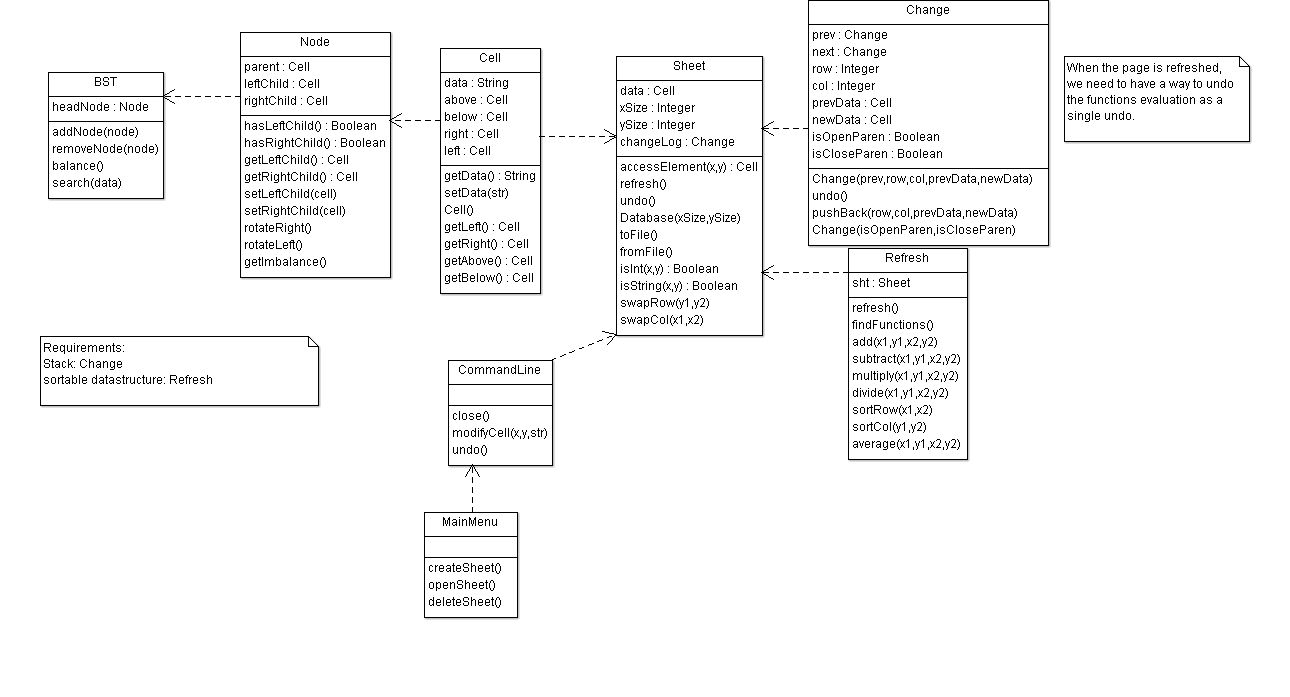 BST
headNode : Node
addNode(node)
removeNode(node)
balance()
search(data)
Node
parent : Cell
leftChild : Cell
rightChild : Cell
hasLeftChild() : Boolean
hasRightChild() : Boolean
getLeftChild() : Cell
getRightChild() : Cell
setLeftChild(cell)
setRightChild(cell)
rotateRight()
rotateLeft()
getImbalance()
Cell
data : String
above : Cell
below : Cell
right : Cell
left : Cell
getData() : String
setData(str)
Cell()
getLeft() : Cell
getRight() : Cell
getAbove() : Cell
getBelow() : Cell
Sheet
data : Cell
xSize : Integer
ySize : Integer
changeLog : Change
accessElement(x,y) : Cell
refresh()
undo()
Database(xSize,ySize)
toFile()
fromFile()
isInt(x,y) : Boolean
isString(x,y) : Boolean
swapRow(y1,y2)
swapCol(x1,x2)
Change
prev : Change
next : Change
row : Integer
col : Integer
prevData : Cell
newData : Cell
isOpenParen : Boolean
isCloseParen : Boolean
Change(prev,row,col,prevData,newData)
undo()
pushBack(row,col,prevData,newData)
Change(isOpenParen,isCloseParen)
When the page is refreshed,
we need to have a way to undo
the functions evaluation as a
single undo.
Refresh
sht : Sheet
refresh()
findFunctions()
add(x1,y1,x2,y2)
subtract(x1,y1,x2,y2)
multiply(x1,y1,x2,y2)
divide(x1,y1,x2,y2)
sortRow(x1,x2)
sortCol(y1,y2)
average(x1,y1,x2,y2)
Requirements:
Stack: Change
sortable datastructure: Refresh
CommandLine
close()
modifyCell(x,y,str)
undo()
MainMenu
createSheet()
openSheet()
deleteSheet()